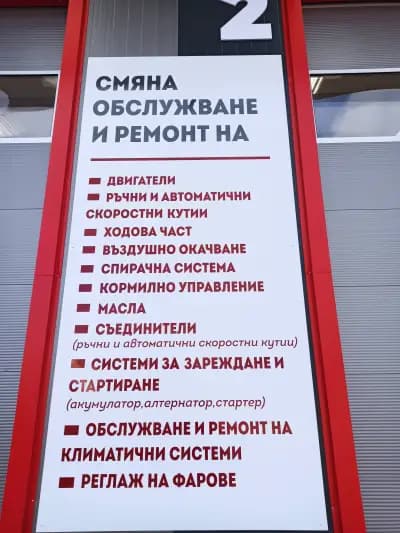 2
СМЯНА
ОБСЛУЖВАНЕ
И РЕМОНТ НА
ДВИГАТЕЛИ
РЪЧНИ И АВТОМАТИЧНИ
СКОРОСТНИ КУТИИ
ХОДОВА ЧАСТ
ВЪЗДУШНО ОКАЧВАНЕ
СПИРАЧНА СИСТЕМА
КОРМИЛНО УПРАВЛЕНИЕ
МАСЛА
СЪЕДИНИТЕЛИ
(ръчни и автоматични скоростни кутии)
СИСТЕМИ ЗА ЗАРЕЖДАНЕ И
СТАРТИРАНЕ
(акунулатор,алтернатор,стартер)
ОБСЛУЖВАНЕ И РЕМОНТ НА
КЛИМАТИЧНИ СИСТЕМИ
РЕГЛАЖ НА ФАРОВЕ